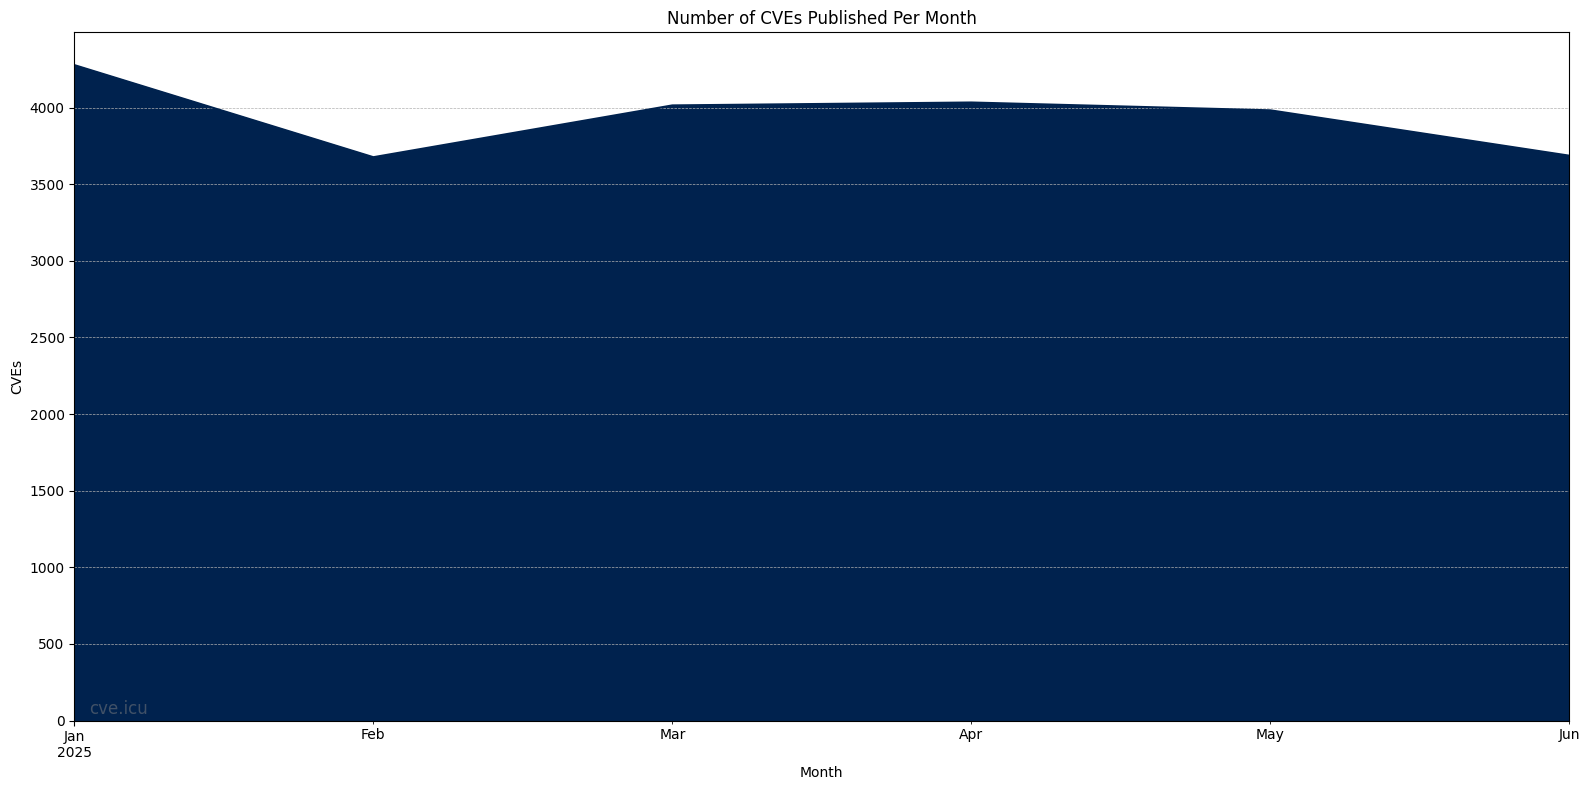 Number of CVEs Published Per Month
CVEs
4000
3500
3000
2500
2000
1500
1000
500
0
cve.icu
Jan
2025
Feb
Mar
Apr
May
Jun
Month